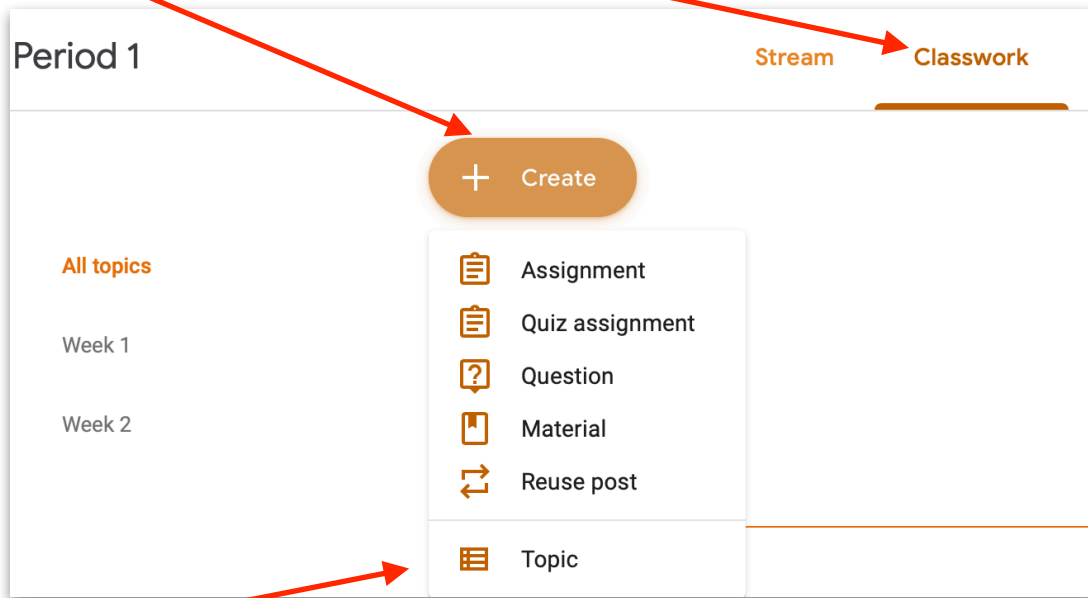 Period 1
Stream
Classwork
Create
All topics
Week 1
Week 2
Assignment
Quiz assignment
Question
Material
Reuse post
Topic